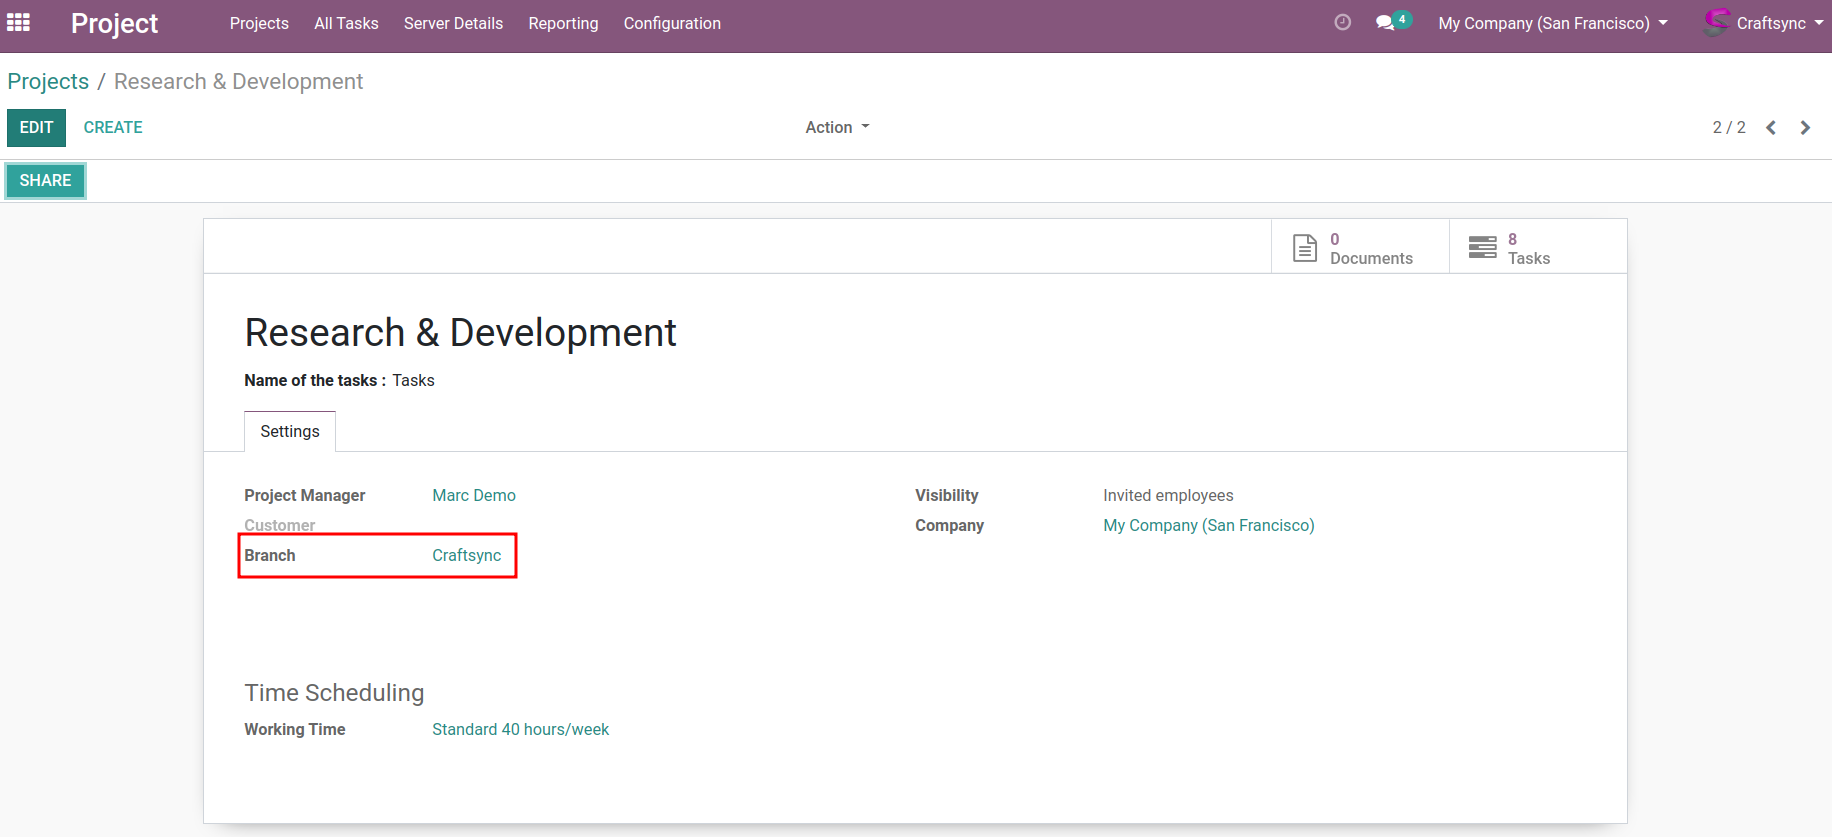 Project Projects All Tasks Server Details Reporting Configuration 4 My Company (San Francisco) Craftsync
Projects / Research & Development
EDIT CREATE Action 2 / 2
SHARE
0 Documents
8 Tasks
Research & Development
Name of the tasks : Tasks
Settings
Project Manager Marc Demo Visibility Invited employees
Customer Company My Company (San Francisco)
Branch Craftsync
Time Scheduling
Working Time Standard 40 hours/week